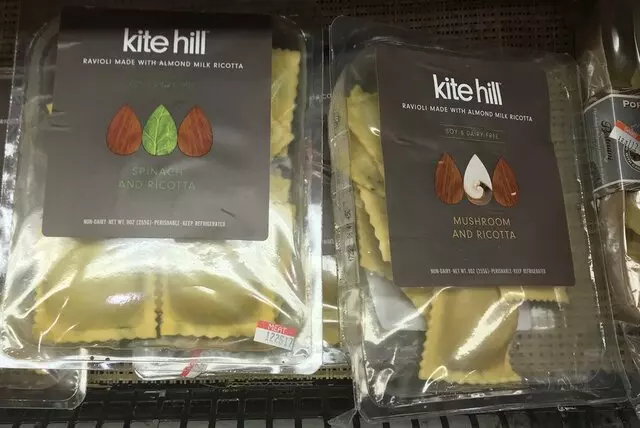 kite hill
RAVIOLI MADE WITH ALMOND MILK RICOTTA
SPINACH
AND RICOTTA
NON-DAIRY · NET WT. 9OZ (255G) · PERISHABLE · KEEP REFRIGERATED
MEAT
kite hill
RAVIOLI MADE WITH ALMOND MILK RICOTTA
SOY & DAIRY FREE
MUSHROOM
AND RICOTTA
NON-DAIRY · NET WT. 9OZ (255G) · PERISHABLE · KEEP REFRIGERATED